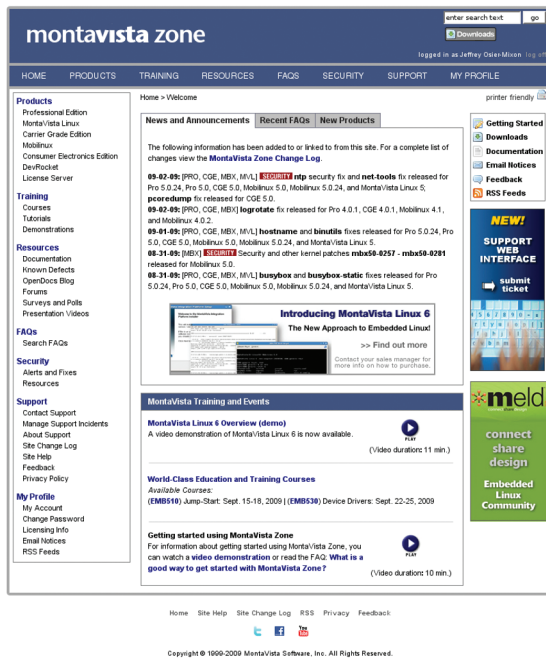 enter search text go
Downloads
montavista zone
logged in as Jeffrey Osier-Mixon log off
HOME PRODUCTS TRAINING RESOURCES FAQS SECURITY SUPPORT MY PROFILE
Products
Professional Edition
MontaVista Linux
Carrier Grade Edition
Mobilinux
Consumer Electronics Edition
DevRocket
License Server
Training
Courses
Tutorials
Demonstrations
Resources
Documentation
Known Defects
OpenDocs Blog
Forums
Surveys and Polls
Presentation Videos
FAQs
Search FAQs
Security
Alerts and Fixes
Resources
Support
Contact Support
Manage Support Incidents
About Support
Site Change Log
Site Help
Feedback
Privacy Policy
My Profile
My Account
Change Password
Licensing Info
Email Notices
RSS Feeds
Home > Welcome
printer friendly
News and Announcements Recent FAQs New Products
The following information has been added to or linked to from this site. For a complete list of
changes view the MontaVista Zone Change Log.
09-02-09: [PRO, CGE, MBX, MVL] SECURITY ntp security fix and net-tools fix released for
Pro 5.0.24, Pro 5.0, CGE 5.0, Mobilinux 5.0, Mobilinux 5.0.24, and MontaVista Linux 5;
pcoredump fix released for CGE 5.0.
09-02-09: [PRO, CGE, MBX] logrotate fix released for Pro 4.0.1, CGE 4.0.1, Mobilinux 4.1,
and Mobilinux 4.0.2.
09-01-09: [PRO, CGE, MBX, MVL] hostname and binutils fixes released for Pro 5.0.24, Pro
5.0, CGE 5.0, Mobilinux 5.0, Mobilinux 5.0.24, and MontaVista Linux 5.
08-31-09: [MBX] SECURITY Security and other kernel patches mbx50-0257 - mbx50-0281
released for Mobilinux 5.0.
08-31-09: [PRO, CGE, MBX, MVL] busybox and busybox-static fixes released for Pro
5.0.24, Pro 5.0, CGE 5.0, Mobilinux 5.0, Mobilinux 5.0.24, and MontaVista Linux 5.
Introducing MontaVista Linux 6
The New Approach to Embedded Linux!
>> Find out more
Contact your sales manager for
more info on how to purchase.
MontaVista Training and Events
MontaVista Linux 6 Overview (demo)
A video demonstration of MontaVista Linux 6 is now available.
PLAY
(Video duration: 11 min.)
World-Class Education and Training Courses
Available Courses:
(EMB510) Jump-Start: Sept. 15-18, 2009 | (EMB530) Device Drivers: Sept. 22-25, 2009
Getting started using MontaVista Zone
For information about getting started using MontaVista Zone, you
can watch a video demonstration or read the FAQ: What is a
good way to get started with MontaVista Zone?
PLAY
(Video duration: 10 min.)
Getting Started
Downloads
Documentation
Email Notices
Feedback
RSS Feeds
NEW!
SUPPORT
WEB
INTERFACE
submit
ticket
meld
connect share design
connect
share
design
Embedded
Linux
Community
Home Site Help Site Change Log RSS Privacy Feedback
You
Copyright © 1999-2009 MontaVista Software, Inc. All Rights Reserved.